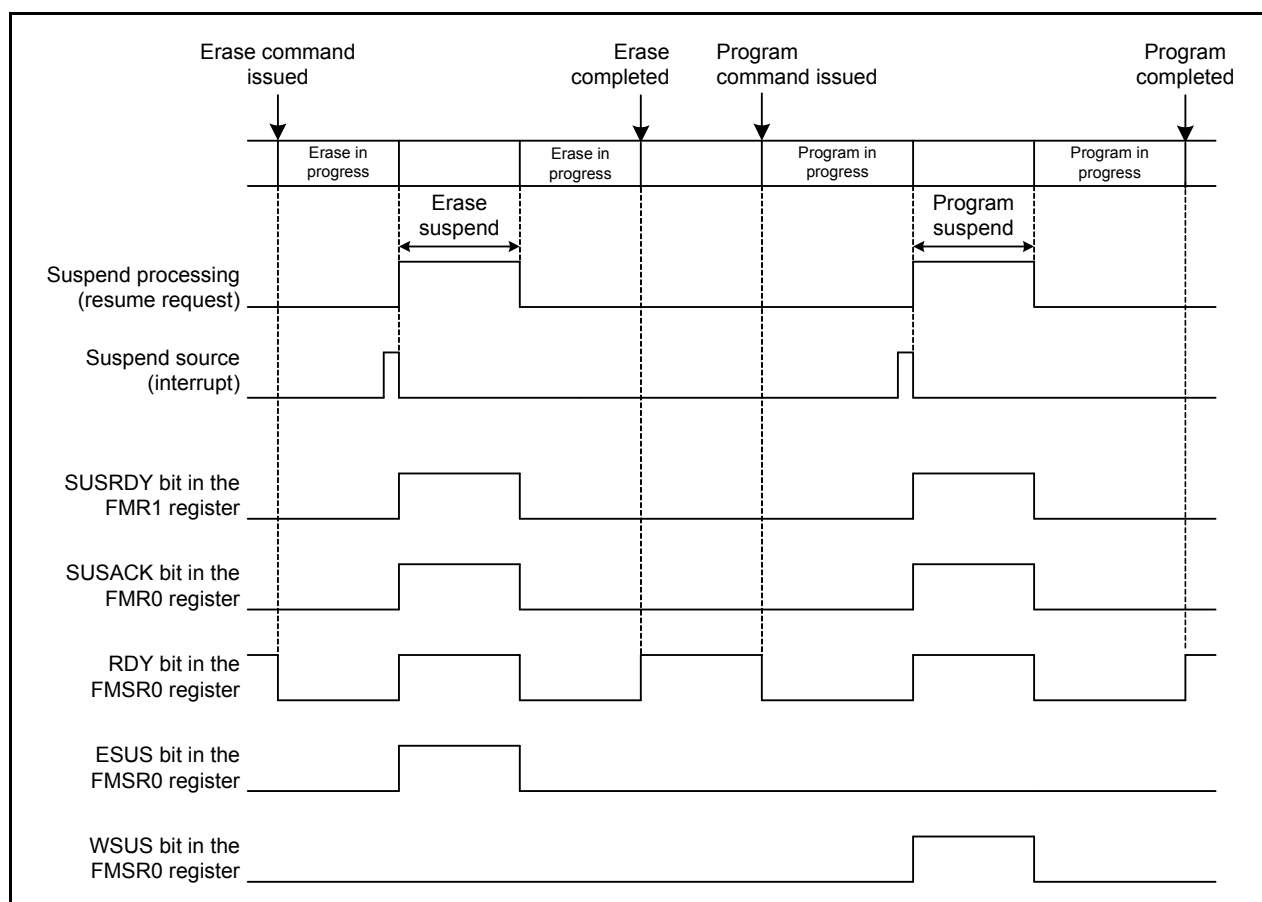 Erase command
issued
Erase
completed
Program
command issued
Program
completed
Erase in
progress
Erase in
progress
Program in
progress
Program in
progress
Erase
suspend
Program
suspend
Suspend processing
(resume request)
Suspend source
(interrupt)
SUSRDY bit in the
FMR1 register
SUSACK bit in the
FMR0 register
RDY bit in the
FMSR0 register
ESUS bit in the
FMSR0 register
WSUS bit in the
FMSR0 register